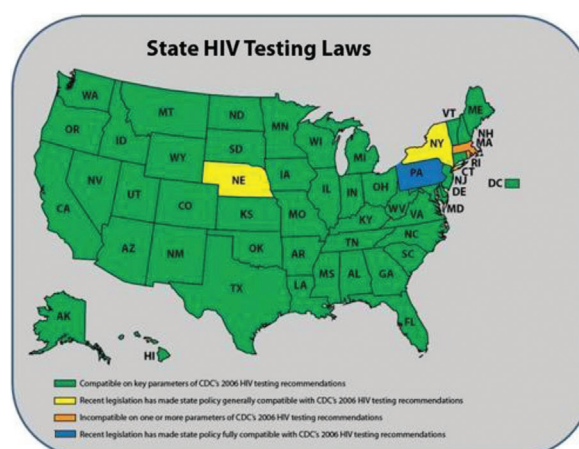 State HIV Testing Laws
WA
MT
ND
MN
VT
ME
OR
ID
WY
SD
WI
MI
NY
NH
MA
RI
CT
NJ
DE
MD
DC
NV
UT
CO
NE
IA
IL
IN
OH
PA
CA
KS
MO
KY
WV
VA
AZ
NM
OK
AR
TN
NC
SC
TX
LA
MS
AL
GA
FL
AK
HI
Compatible on key parameters of CDC's 2006 HIV testing recommendations
Recent legislation has made state policy generally compatible with CDC's 2006 HIV testing recommendations
Incompatible on one or more parameters of CDC's 2006 HIV testing recommendations
Recent legislation has made state policy fully compatible with CDC's 2006 HIV testing recommendations